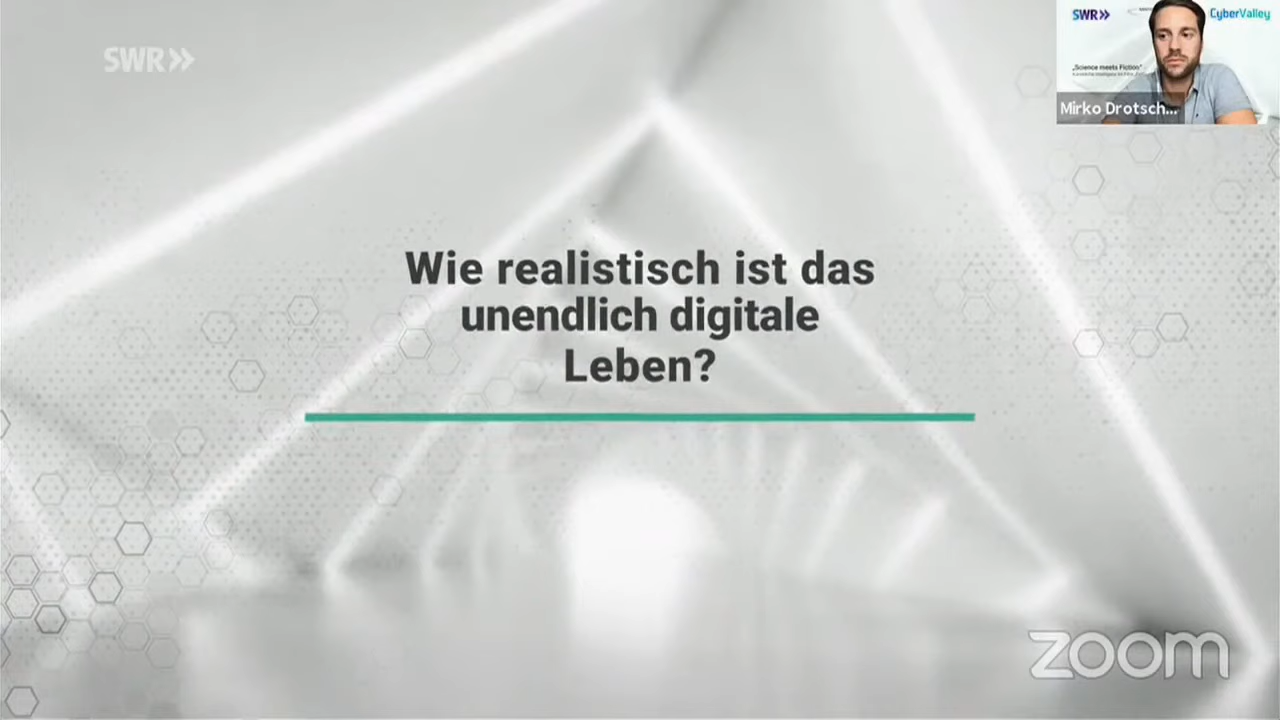 SWR»
SWR»
CyberValley
„Science meets Fiction"
Mirko Drotsch...
Wie realistisch ist das
unendlich digitale
Leben?
zoom